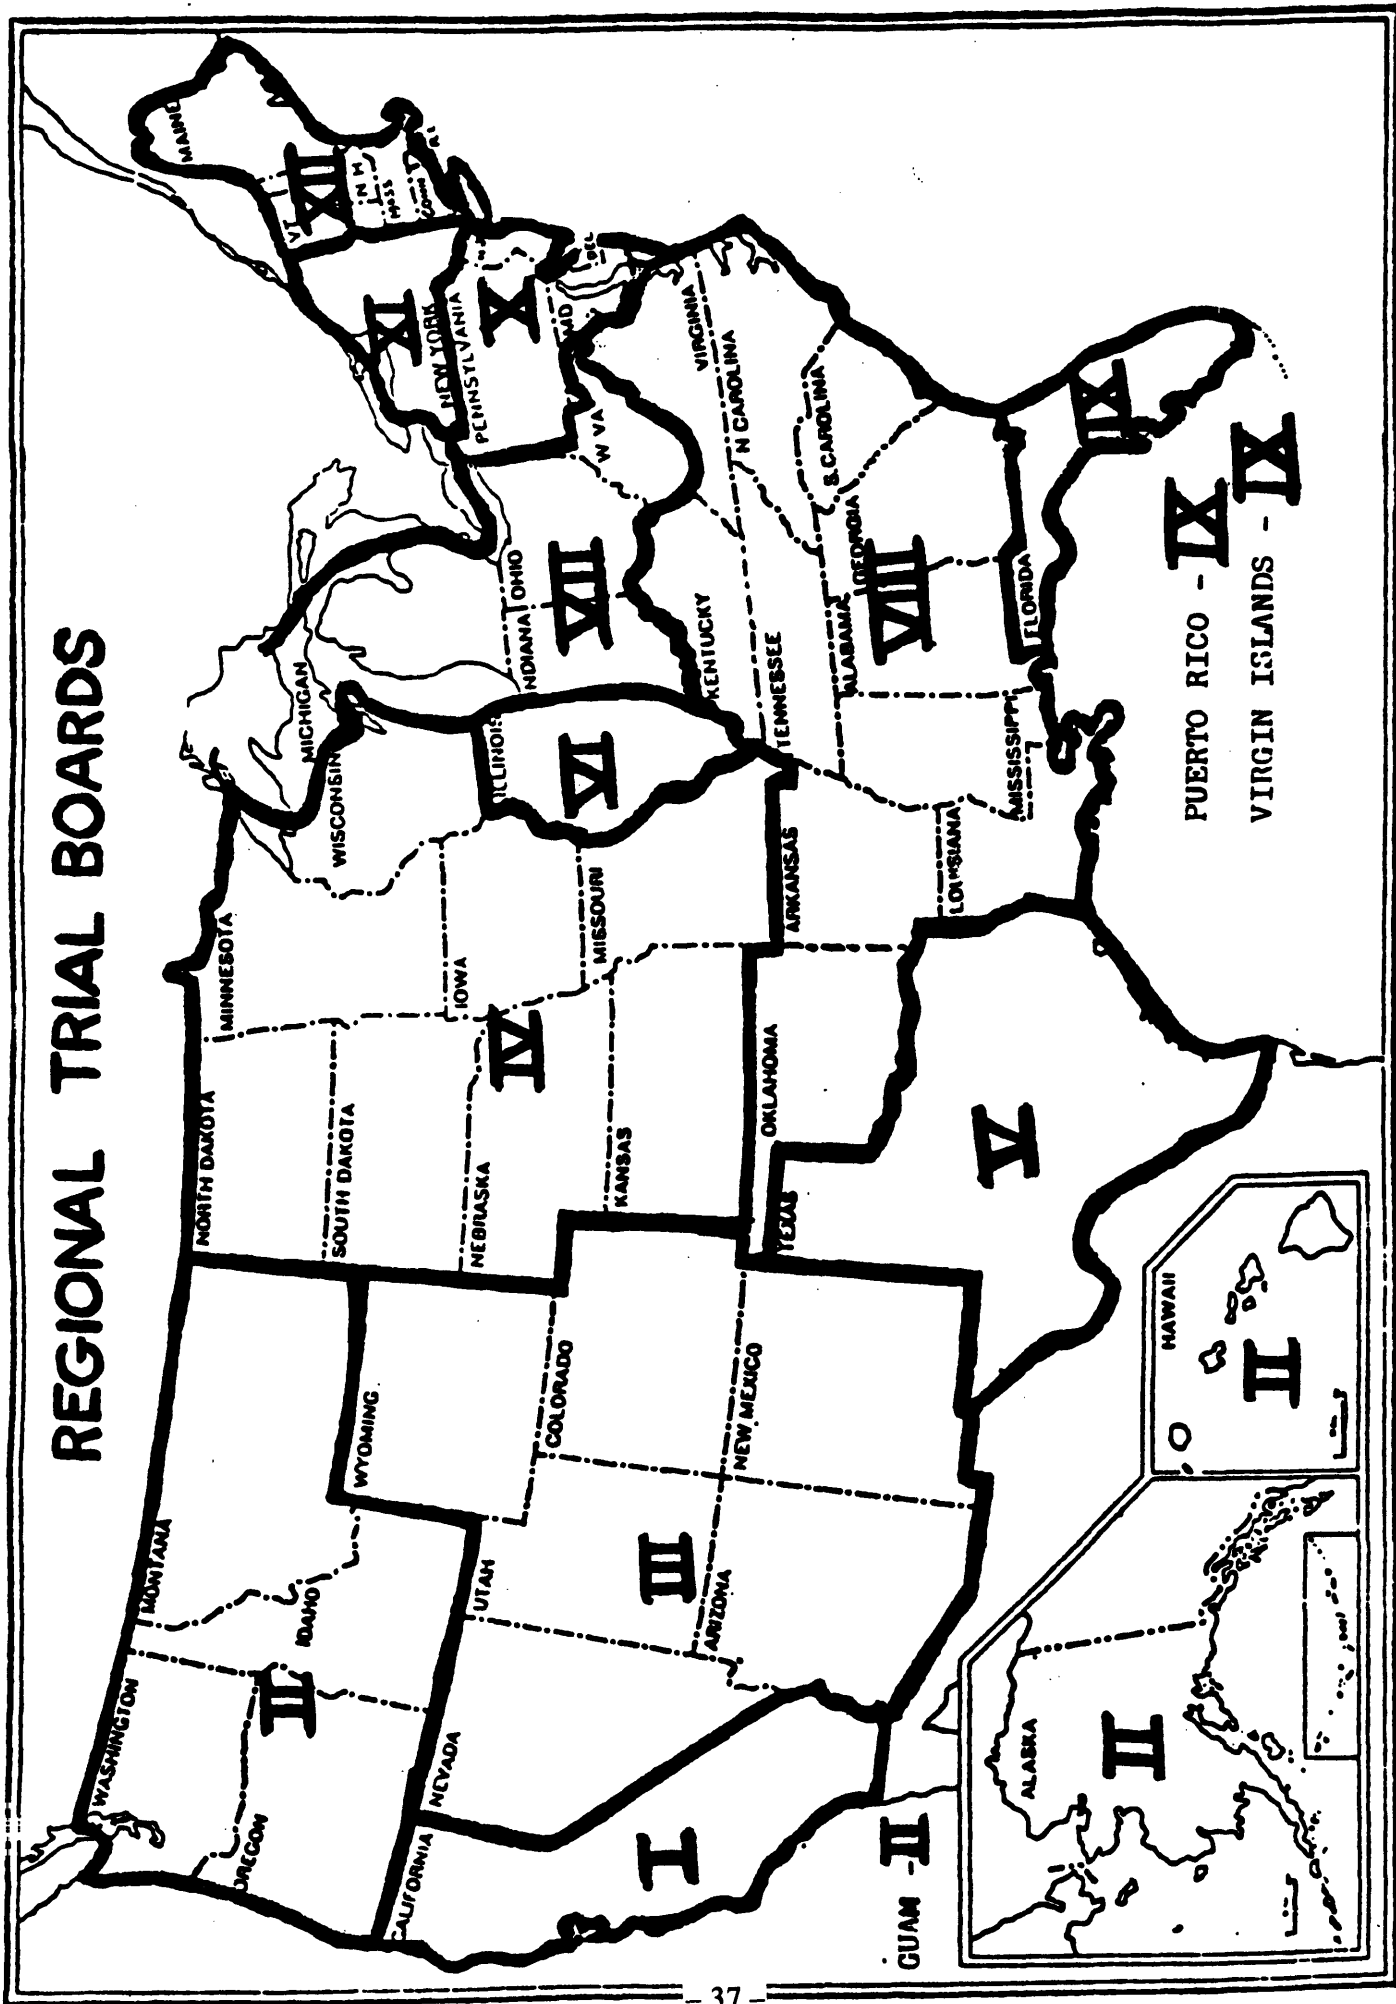 REGIONAL TRIAL BOARDS
WASHINGTON
MONTANA
NORTH DAKOTA
MINNESOTA
MAINE
OREGON
II
IDAHO
WYOMING
SOUTH DAKOTA
WISCONSIN
MICHIGAN
VT
XII
N H
MASS
CONN
R I
CALIFORNIA
NEVADA
UTAH
COLORADO
NEBRASKA
IV
IOWA
ILLINOIS
INDIANA
OHIO
PENNSYLVANIA
NEW YORK
XI
X
N J
DEL
MD
I
III
ARIZONA
NEW MEXICO
KANSAS
MISSOURI
VI
VII
W VA
VIRGINIA
KENTUCKY
TENNESSEE
N CAROLINA
S. CAROLINA
TEXAS
OKLAHOMA
ARKANSAS
ALABAMA
GEORGIA
VIII
V
LOUISIANA
MISSISSIPPI
FLORIDA
IX
GUAM - II
ALASKA
II
HAWAII
II
PUERTO RICO - IX
VIRGIN ISLANDS - IX
- 37 -